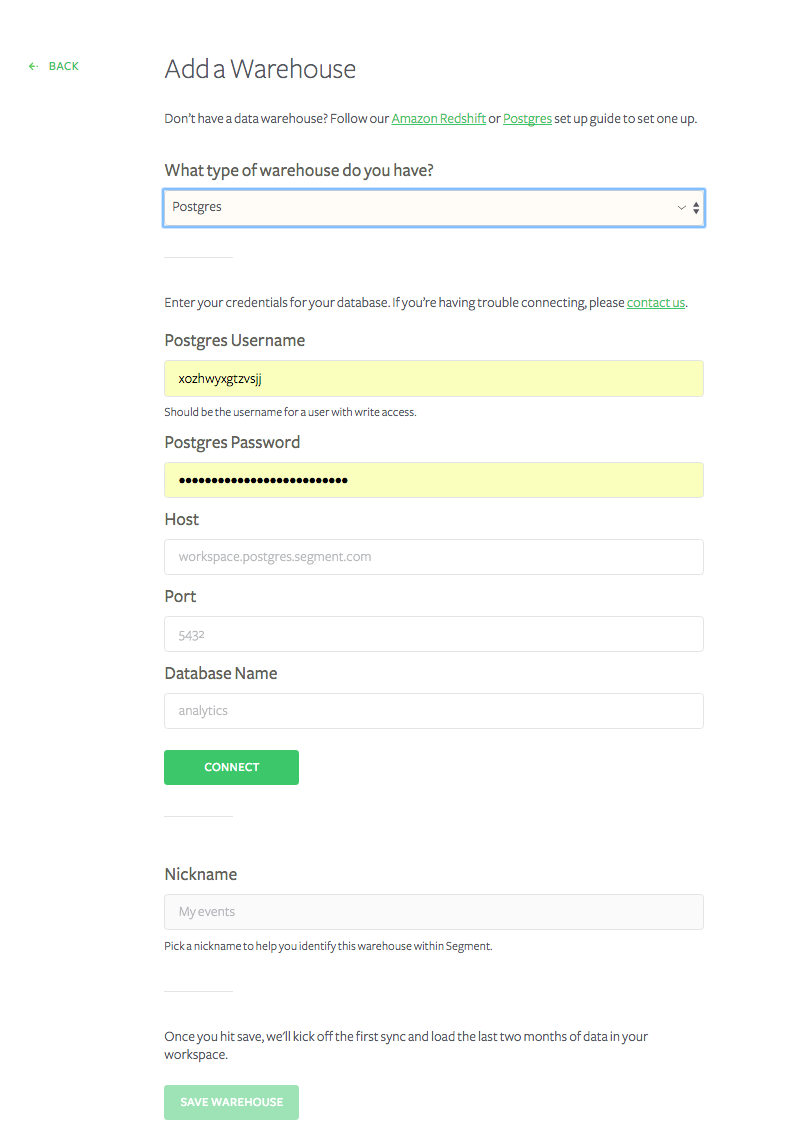 ← BACK
Add a Warehouse
Don't have a data warehouse? Follow our Amazon Redshift or Postgres set up guide to set one up.
What type of warehouse do you have?
Postgres
Enter your credentials for your database. If you're having trouble connecting, please contact us.
Postgres Username
xozhwyxgtzvsjj
Should be the username for a user with write access.
Postgres Password
••••••••••••••••••••••••••
Host
workspace.postgres.segment.com
Port
5432
Database Name
analytics
CONNECT
Nickname
My events
Pick a nickname to help you identify this warehouse within Segment.
Once you hit save, we'll kick off the first sync and load the last two months of data in your
workspace.
SAVE WAREHOUSE